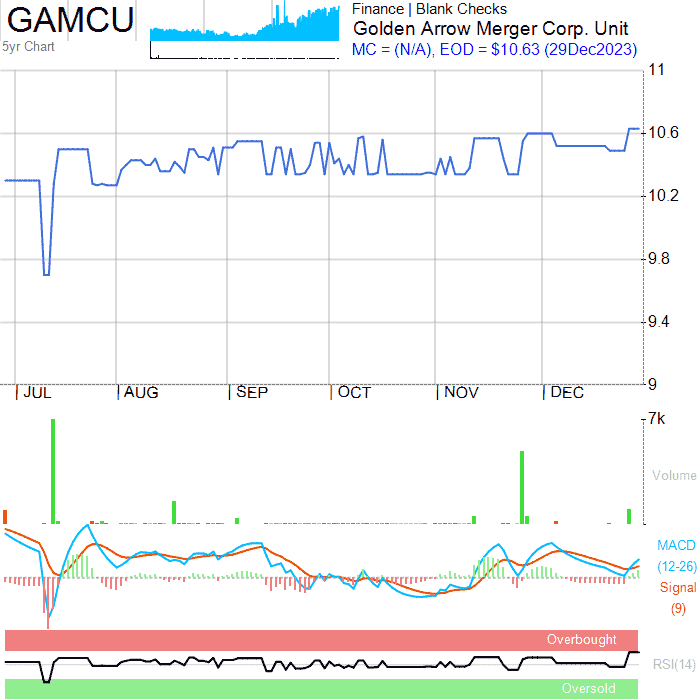 GAMCU
5yr Chart
Finance | Blank Checks
Golden Arrow Merger Corp. Unit
MC = (N/A), EOD = $10.63 (29Dec2023)
11
10.6
10.2
9.8
9.4
9
JUL AUG SEP OCT NOV DEC
7k
Volume
MACD
(12-26)
Signal
(9)
Overbought
RSI(14)
Oversold